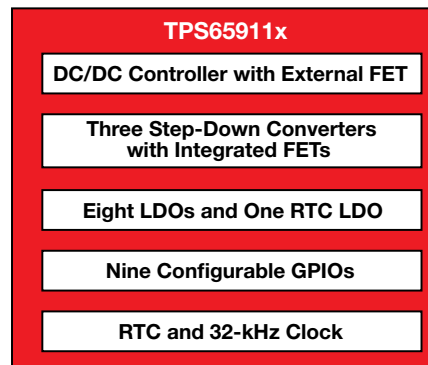 TPS65911x
DC/DC Controller with External FET
Three Step-Down Converters
with Integrated FETs
Eight LDOs and One RTC LDO
Nine Configurable GPIOs
RTC and 32-kHz Clock